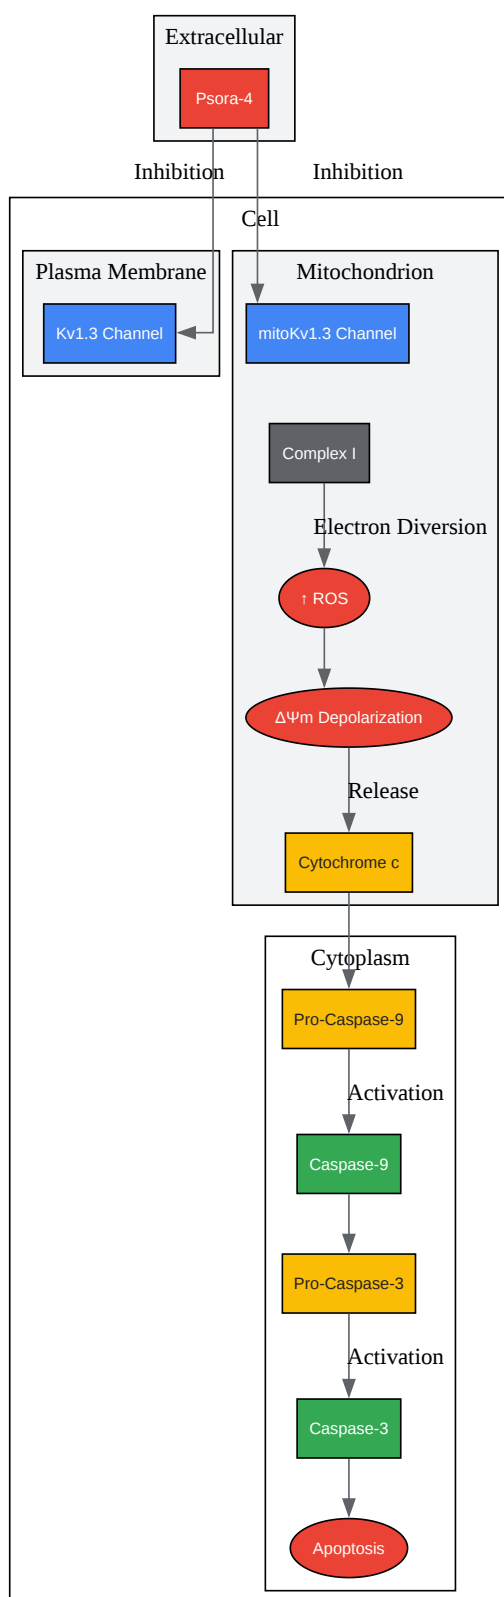 Extracellular
Psora-4
Inhibition
Inhibition
Cell
Plasma Membrane
Mitochondrion
Kv1.3 Channel
mitoKv1.3 Channel
Complex I
Electron Diversion
↑ ROS
ΔΨm Depolarization
Release
Cytochrome c
Cytoplasm
Pro-Caspase-9
Activation
Caspase-9
Pro-Caspase-3
Activation
Caspase-3
Apoptosis